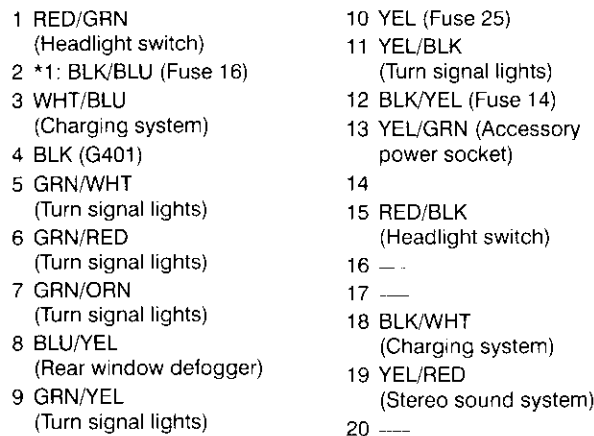 1 RED/GRN
(Headlight switch)
2 *1: BLK/BLU (Fuse 16)
3 WHT/BLU
(Charging system)
4 BLK (G401)
5 GRN/WHT
(Turn signal lights)
6 GRN/RED
(Turn signal lights)
7 GRN/ORN
(Turn signal lights)
8 BLU/YEL
(Rear window defogger)
9 GRN/YEL
(Turn signal lights)
10 YEL (Fuse 25)
11 YEL/BLK
(Turn signal lights)
12 BLK/YEL (Fuse 14)
13 YEL/GRN (Accessory
power socket)
14
15 RED/BLK
(Headlight switch)
16 —
17 —
18 BLK/WHT
(Charging system)
19 YEL/RED
(Stereo sound system)
20 —